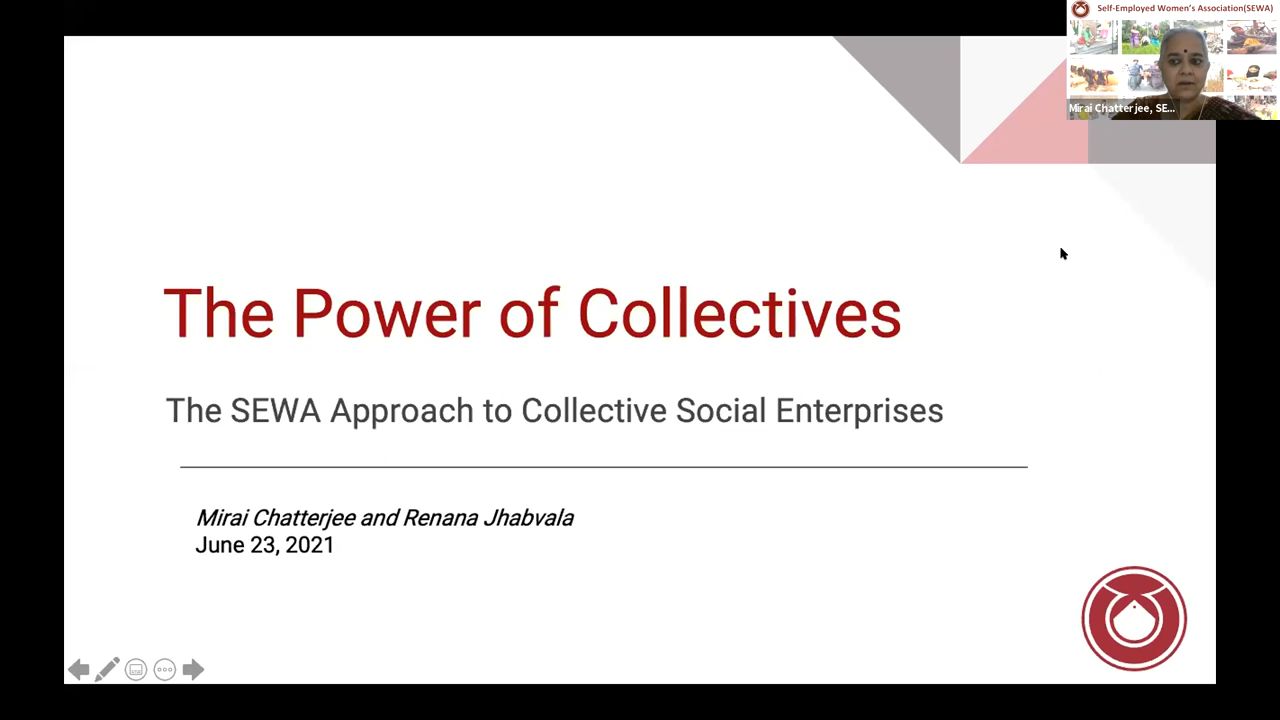 Self-Employed Women's Association(SEWA)
Mirai Chatterjee, SE...
The Power of Collectives
The SEWA Approach to Collective Social Enterprises
Mirai Chatterjee and Renana Jhabvala
June 23, 2021